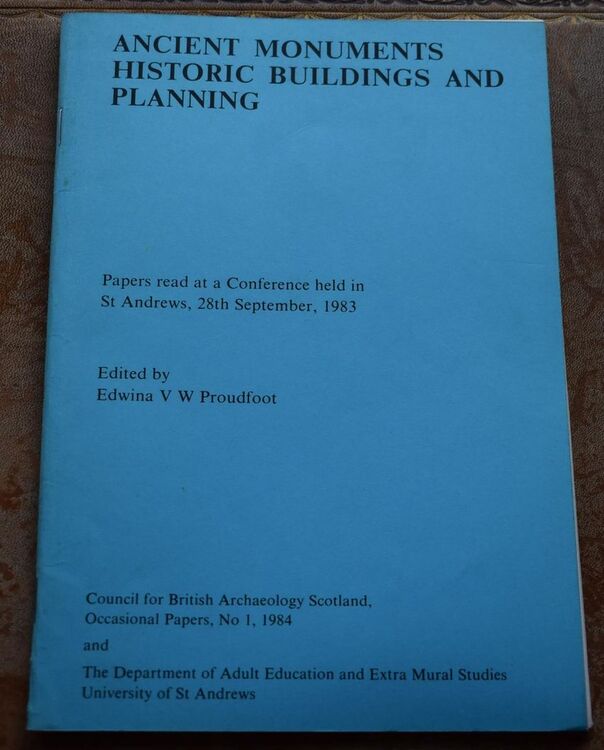 ANCIENT MONUMENTS
HISTORIC BUILDINGS AND
PLANNING
Papers read at a Conference held in
St Andrews, 28th September, 1983
Edited by
Edwina V W Proudfoot
Council for British Archaeology Scotland,
Occasional Papers, No 1, 1984
and
The Department of Adult Education and Extra Mural Studies
University of St Andrews